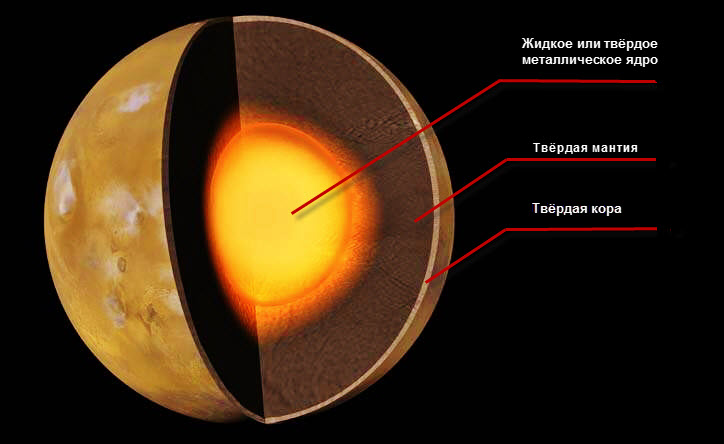 Жидкое или твёрдое
металлическое ядро
Твёрдая мантия
Твёрдая кора